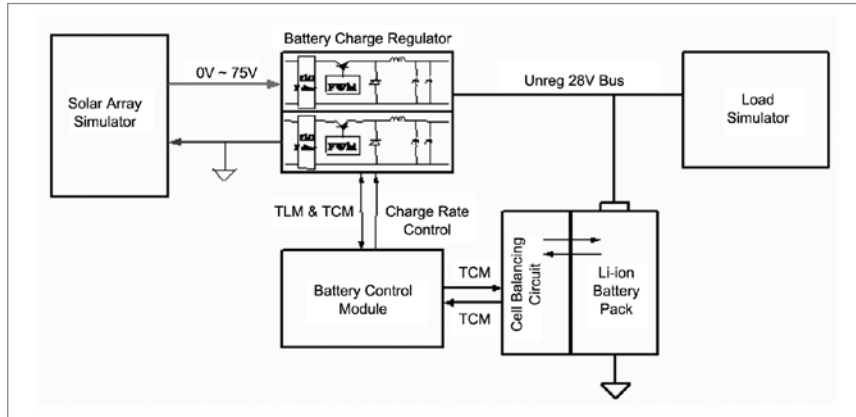 Battery Charge Regulator
0V ~ 75V
Solar Array
Simulator
PWM
PWM
Unreg 28V Bus
Load
Simulator
TLM & TCM
Charge Rate
Control
Battery Control
Module
TCM
TCM
Cell Balancing
Circuit
Li-ion
Battery
Pack